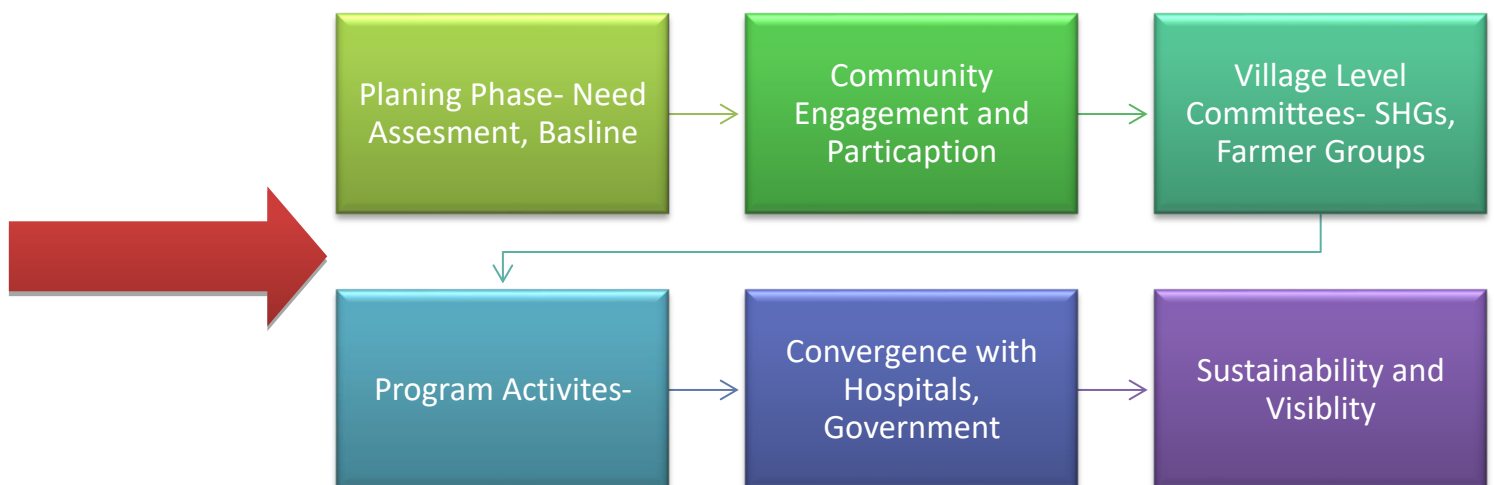 Planing Phase- Need
Assesment, Basline
Community
Engagement and
Particaption
Village Level
Committees- SHGs,
Farmer Groups
Program Activites-
Convergence with
Hospitals,
Government
Sustainability and
Visiblity